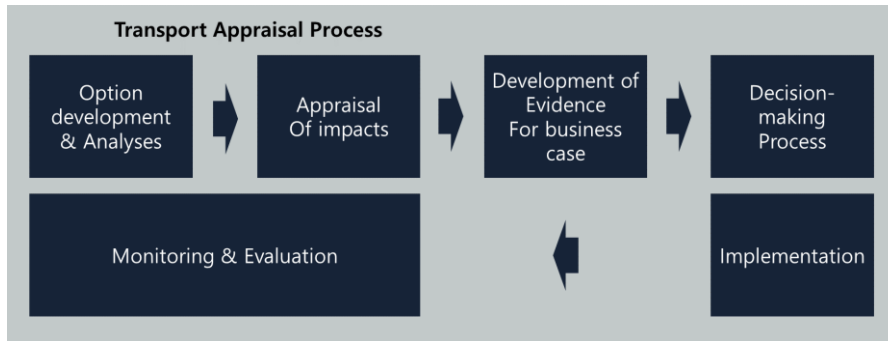 Transport Appraisal Process
Option
development
& Analyses
Appraisal
Of impacts
Development of
Evidence
For business
case
Decision-
making
Process
Monitoring & Evaluation
Implementation